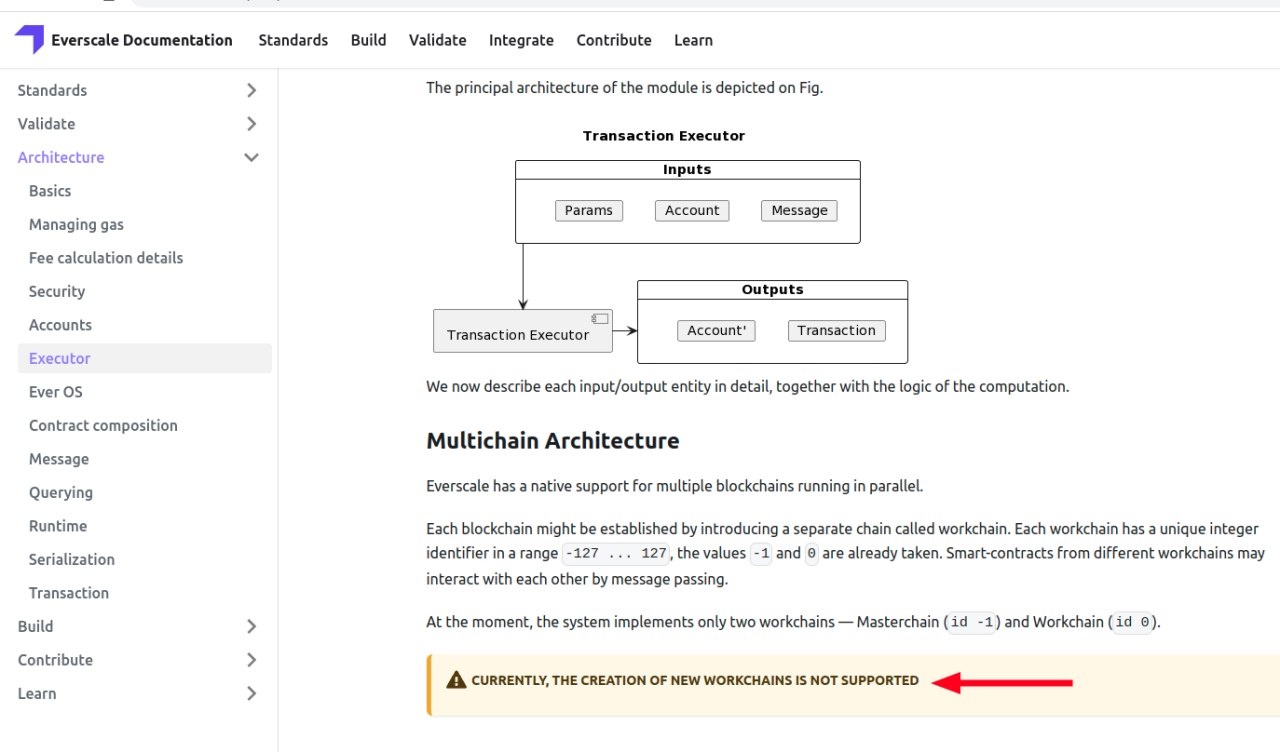 Everscale Documentation Standards Build Validate Integrate Contribute Learn
Standards
Validate
Architecture
Basics
Managing gas
Fee calculation details
Security
Accounts
Executor
Ever OS
Contract composition
Message
Querying
Runtime
Serialization
Transaction
Build
Contribute
Learn
The principal architecture of the module is depicted on Fig.
Transaction Executor
Inputs
Params Account Message
Outputs
Account' Transaction
Transaction Executor
We now describe each input/output entity in detail, together with the logic of the computation.
Multichain Architecture
Everscale has a native support for multiple blockchains running in parallel.
Each blockchain might be established by introducing a separate chain called workchain. Each workchain has a unique integer
identifier in a range -127 ... 127, the values -1 and 0 are already taken. Smart-contracts from different workchains may
interact with each other by message passing.
At the moment, the system implements only two workchains — Masterchain (id -1) and Workchain (id 0).
CURRENTLY, THE CREATION OF NEW WORKCHAINS IS NOT SUPPORTED